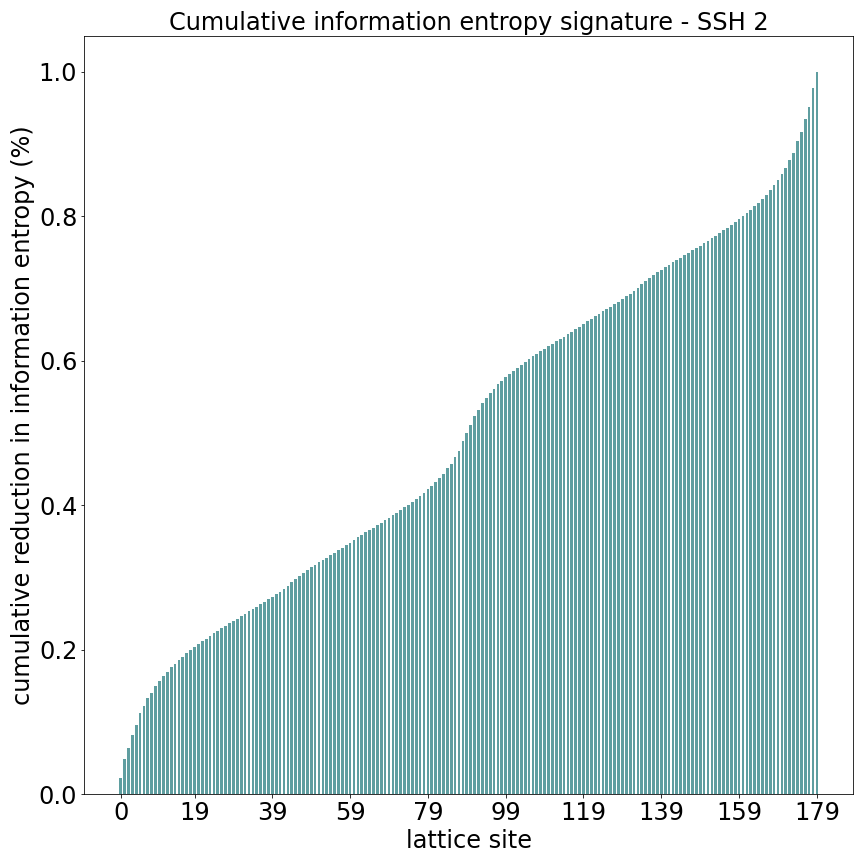 Cumulative information entropy signature - SSH 2
cumulative reduction in information entropy (%)
1.0
0.8
0.6
0.4
0.2
0.0
0 19 39 59 79 99 119 139 159 179
lattice site